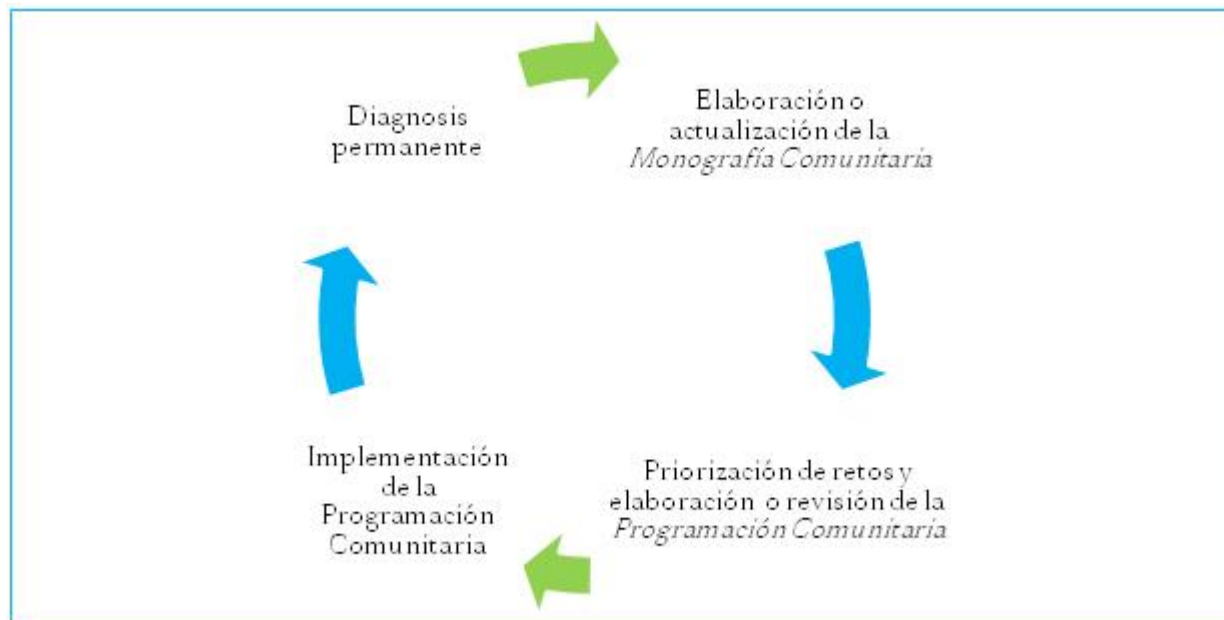 Diagnosis
permanente
Elaboración o
actualización de la
Monografía Comunitaria
Priorización de retos y
elaboración o revisión de la
Programación Comunitaria
Implementación
de la
Programación
Comunitaria